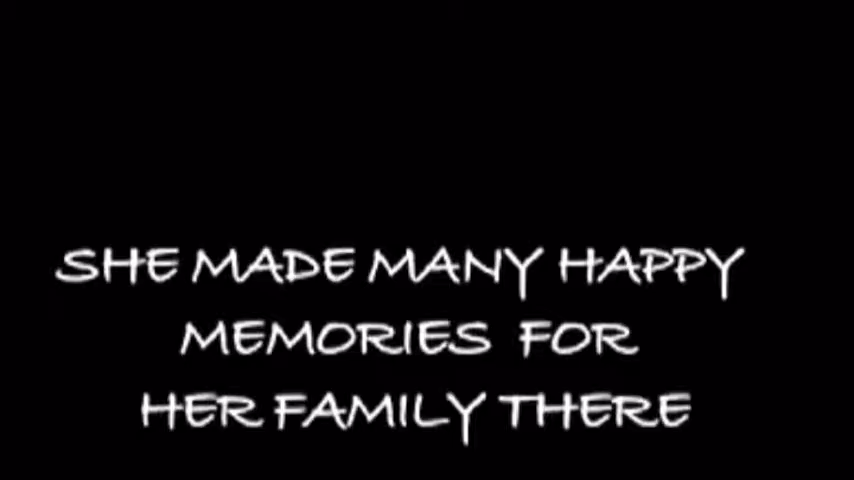 SHE MADE MANY HAPPY
MEMORIES FOR
HER FAMILY THERE